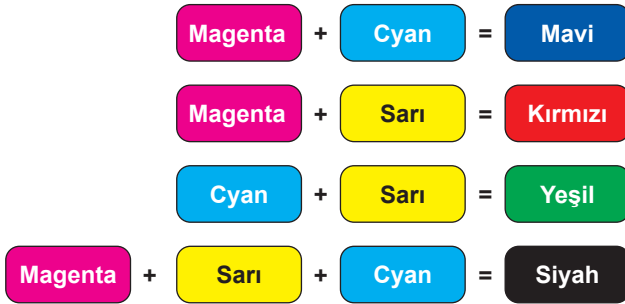 Magenta + Cyan = Mavi
Magenta + Sarı = Kırmızı
Cyan + Sarı = Yeşil
Magenta + Sarı + Cyan = Siyah